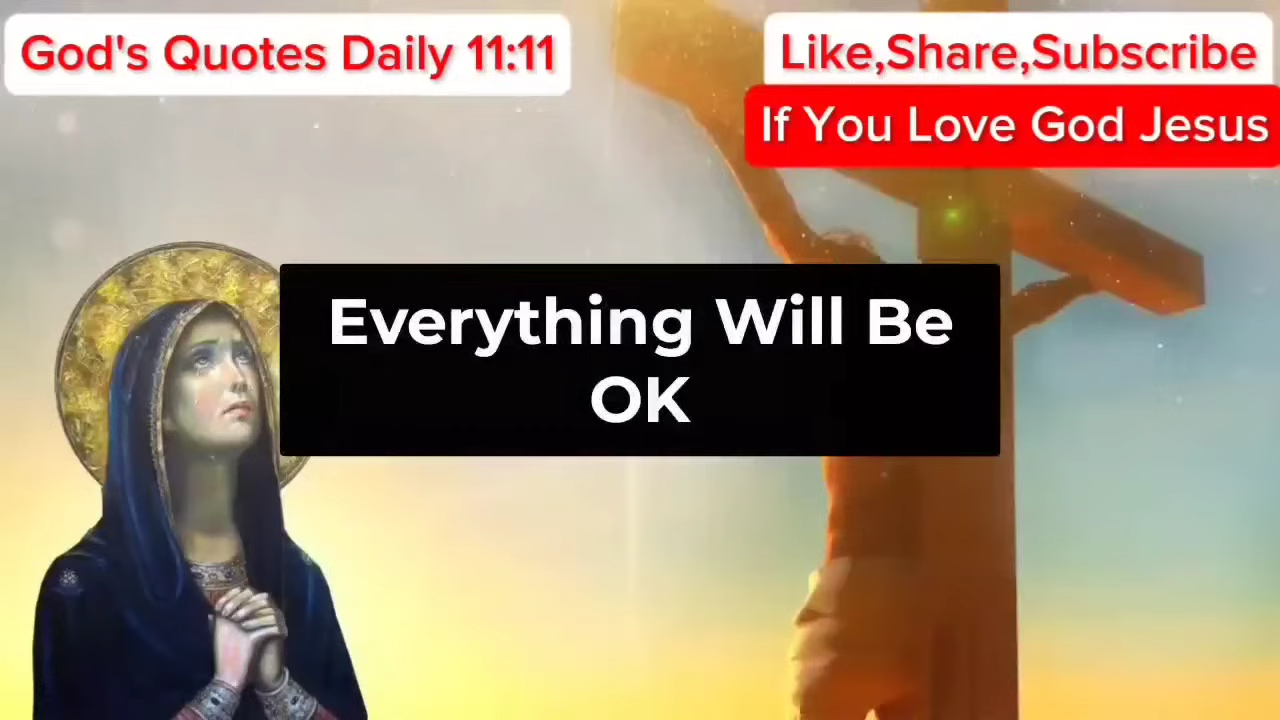 God's Quotes Daily 11:11
Like,Share,Subscribe
If You Love God Jesus
Everything Will Be
OK